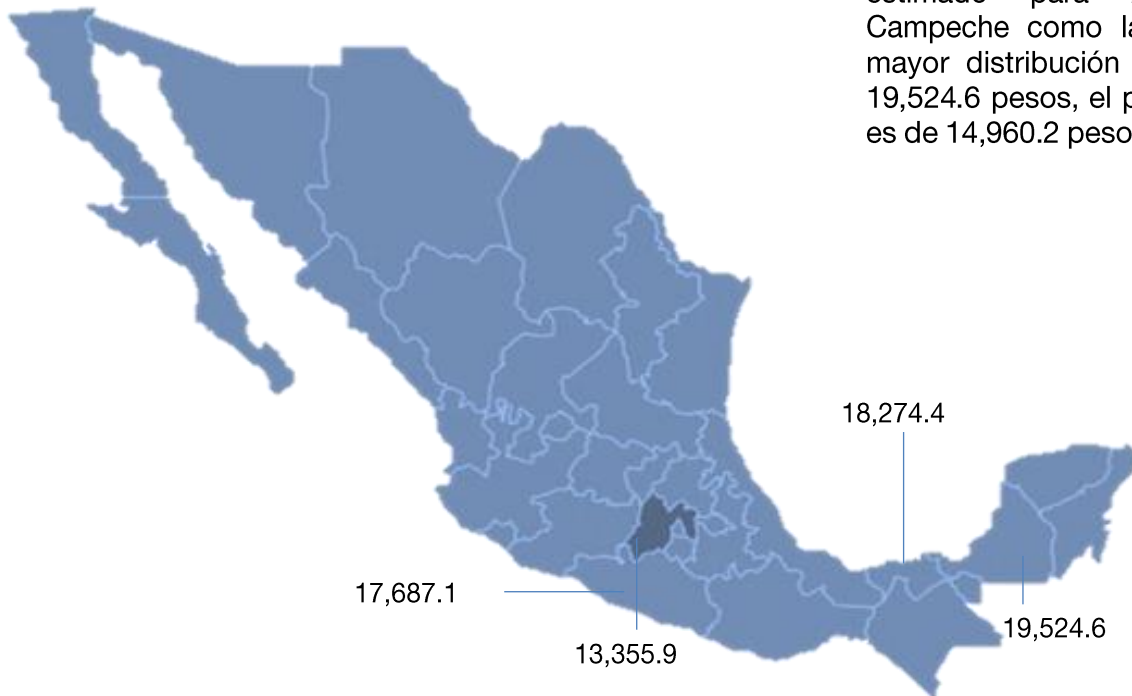 estimado para
Campeche como
mayor distribución
19,524.6 pesos, el
es de 14,960.2
18,274.4
17,687.1
19,524.6
13,355.9